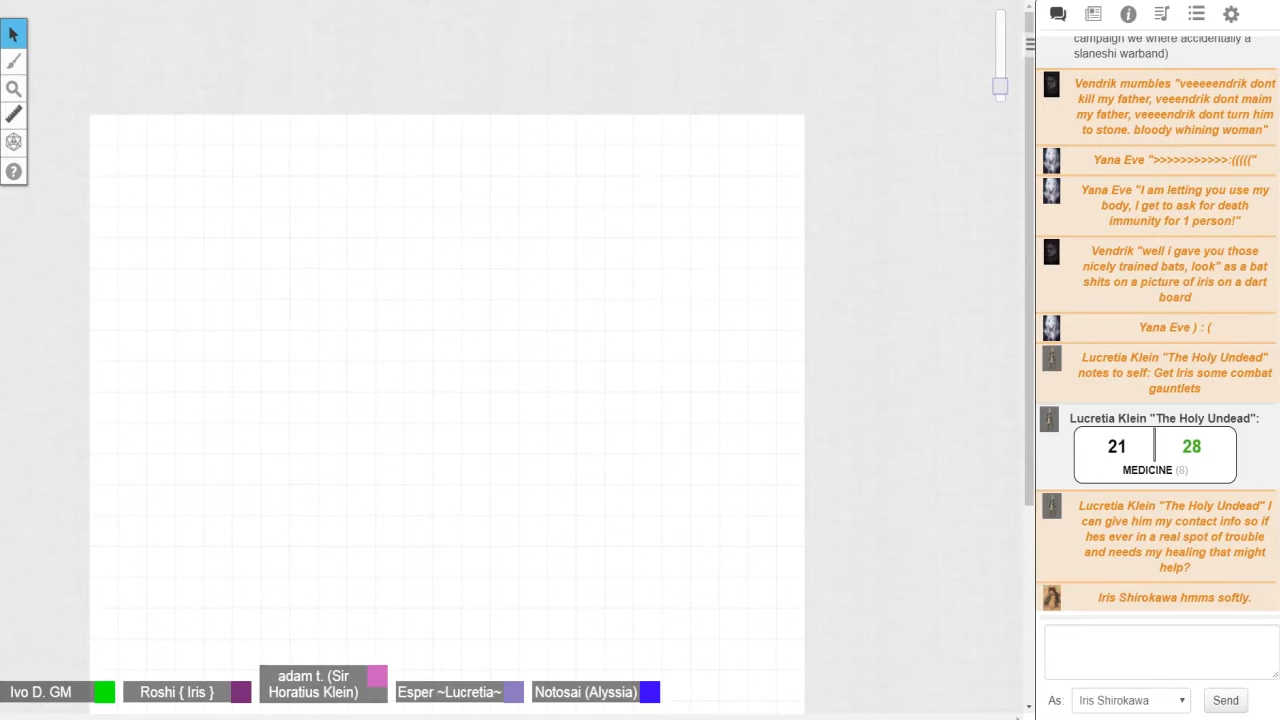 campaign we where accidentally a
slaneshi warband)
Vendrik mumbles "veeeeendrik dont
kill my father, veeendrik dont maim
my father, veeeendrik dont turn him
to stone. bloody whining woman"
Yana Eve ">>>>>>>>>>>:((((("
Yana Eve "I am letting you use my
body, I get to ask for death
immunity for 1 person!"
Vendrik "well i gave you those
nicely trained bats, look" as a bat
shits on a picture of iris on a dart
board
Yana Eve ) : (
Lucretia Klein "The Holy Undead"
notes to self: Get Iris some combat
gauntlets
Lucretia Klein "The Holy Undead":
21 28
MEDICINE (8)
Lucretia Klein "The Holy Undead" I
can give him my contact info so if
hes ever in a real spot of trouble
and needs my healing that might
help?
Iris Shirokawa hmms softly.
As: Iris Shirokawa Send
Ivo D. GM
Roshi { Iris }
adam t. (Sir
Horatius Klein)
Esper ~Lucretia~
Notosai (Alyssia)